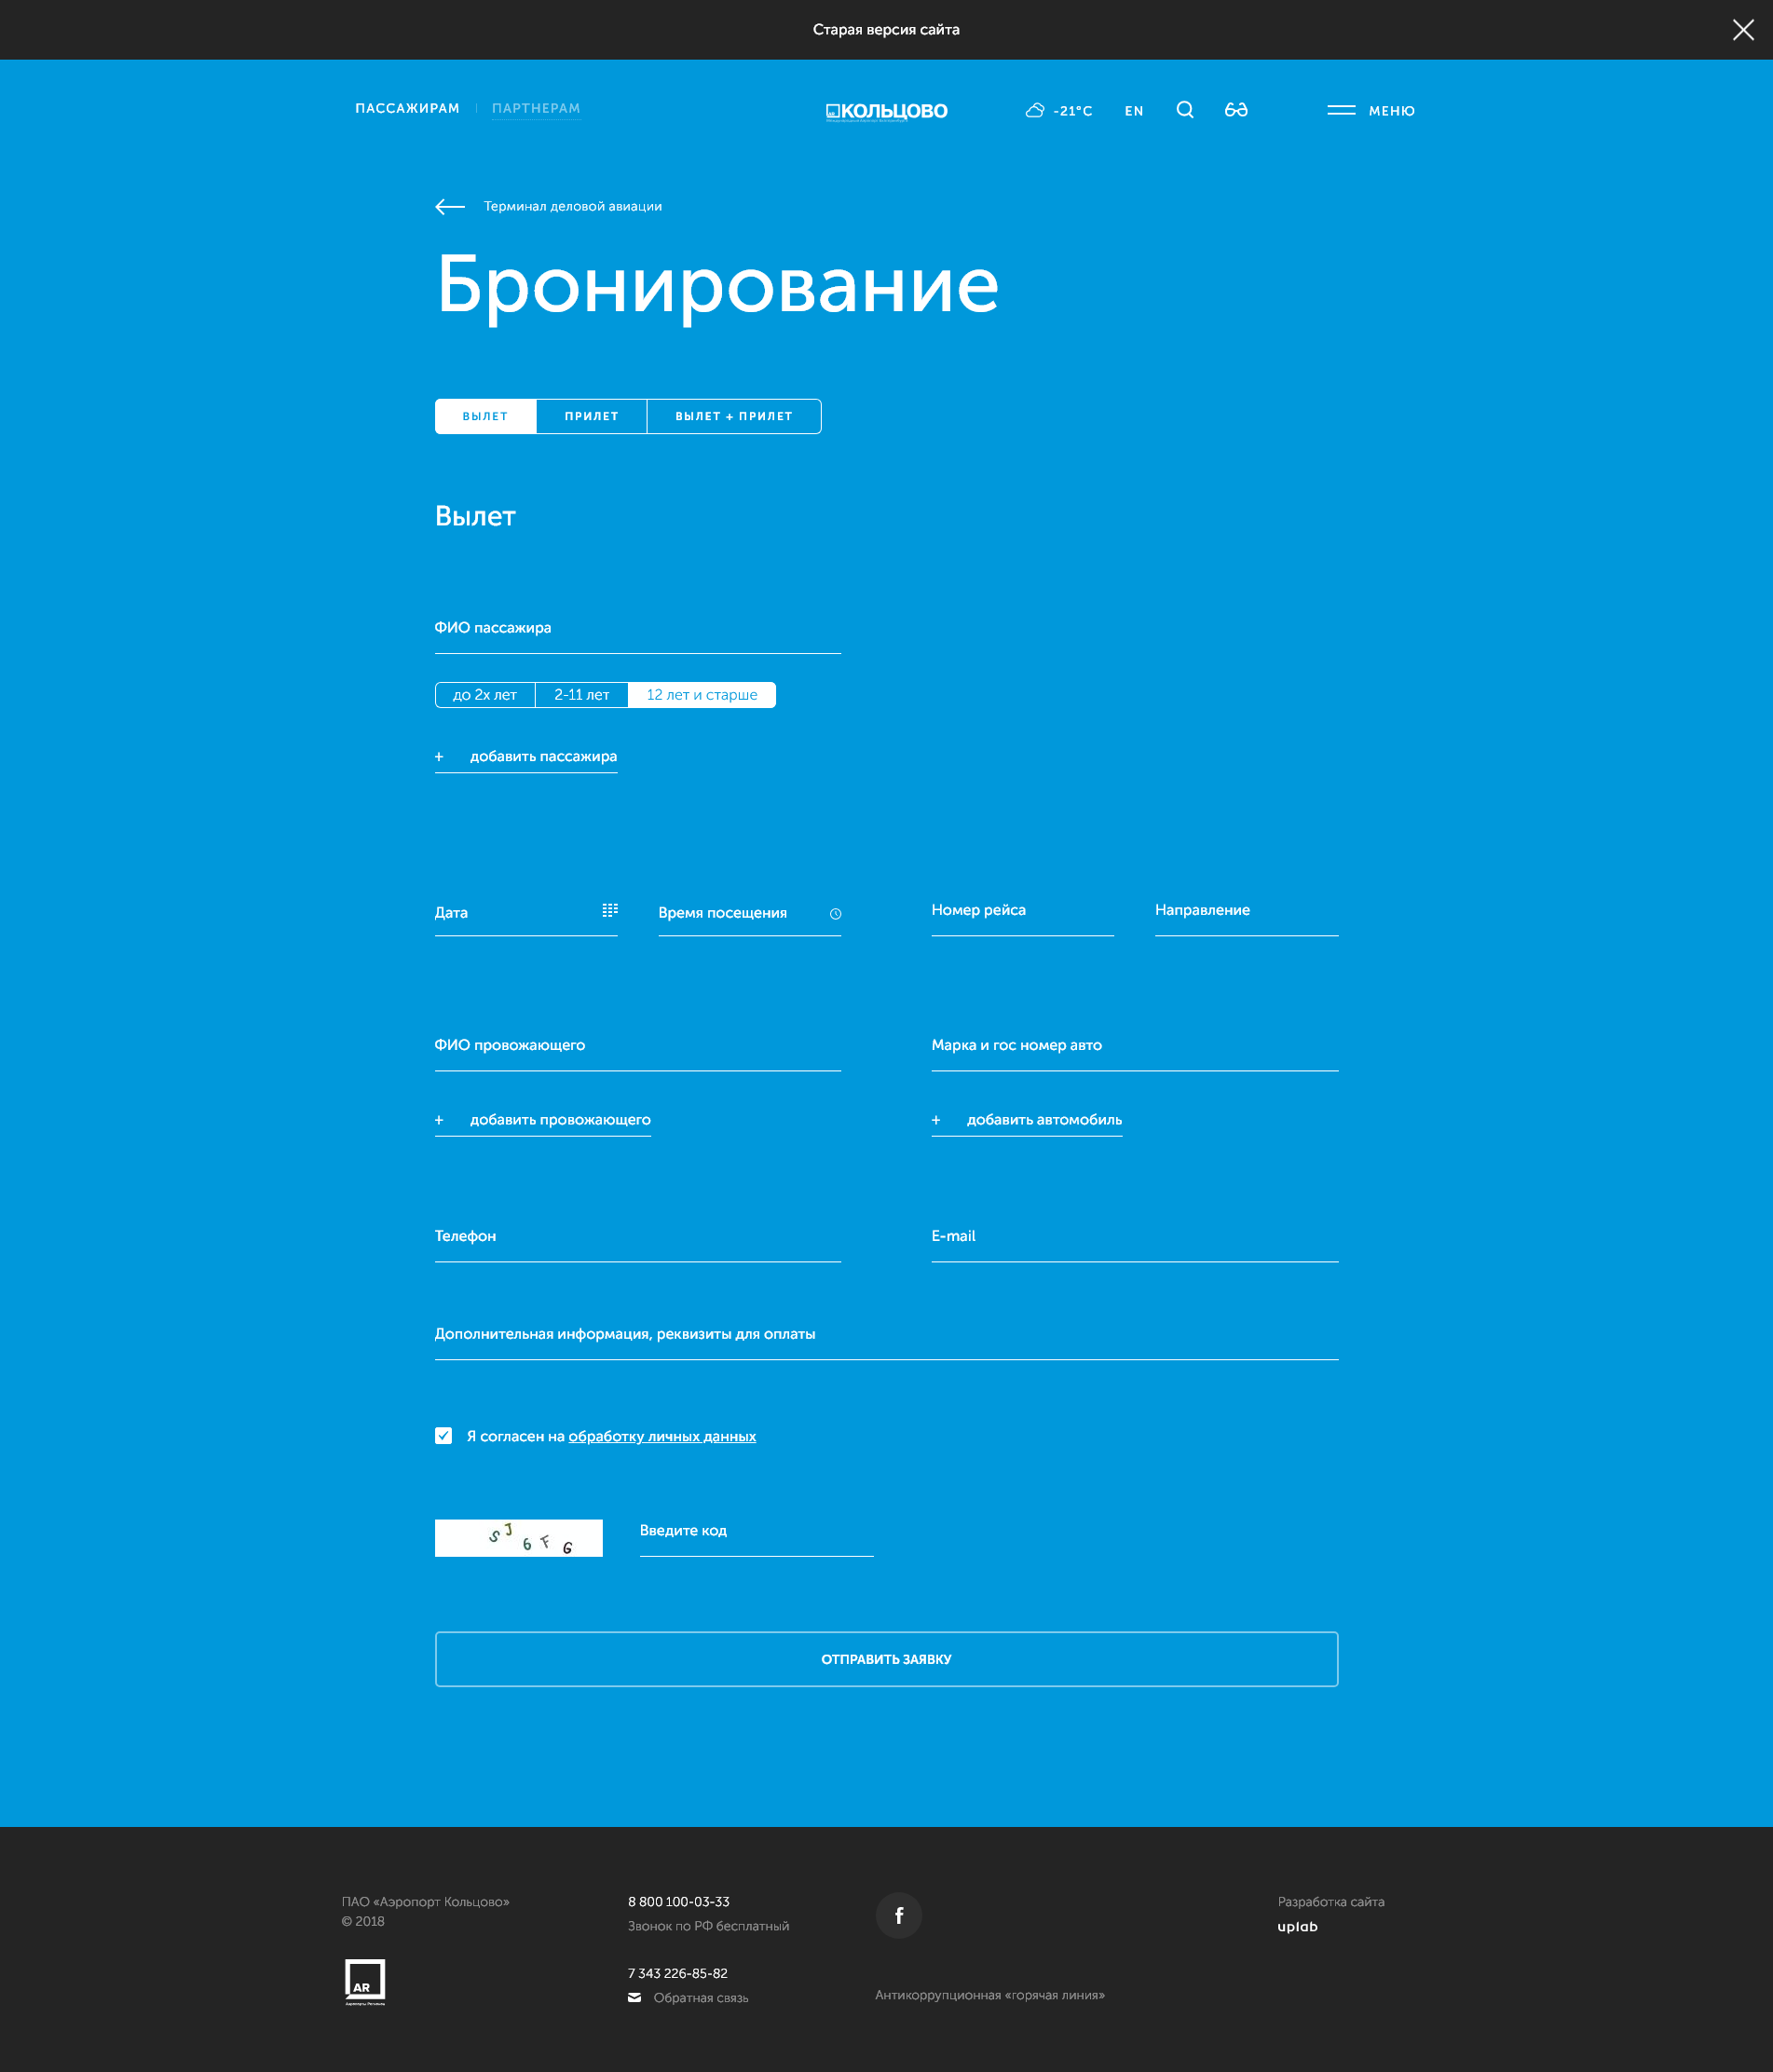 Старая версия сайта
ПАССАЖИРАМ
ПАРТНЕРАМ
КОЛЬЦОВО
-21°C
EN
МЕНЮ
Терминал деловой авиации
Бронирование
ВЫЛЕТ
ПРИЛЕТ
ВЫЛЕТ + ПРИЛЕТ
Вылет
ФИО пассажира
до 2х лет
2-11 лет
12 лет и старше
+ добавить пассажира
Дата
Время посещения
Номер рейса
Направление
ФИО провожающего
Марка и гос номер авто
+ добавить провожающего
+ добавить автомобиль
Телефон
E-mail
Дополнительная информация, реквизиты для оплаты
Я согласен на обработку личных данных
SJ6FG
Введите код
ОТПРАВИТЬ ЗАЯВКУ
ПАО «Аэропорт Кольцово»
© 2018
AR
Аэропорты Регионов
8 800 100-03-33
Звонок по РФ бесплатный
7 343 226-85-82
Обратная связь
f
Антикоррупционная «горячая линия»
Разработка сайта
uplab